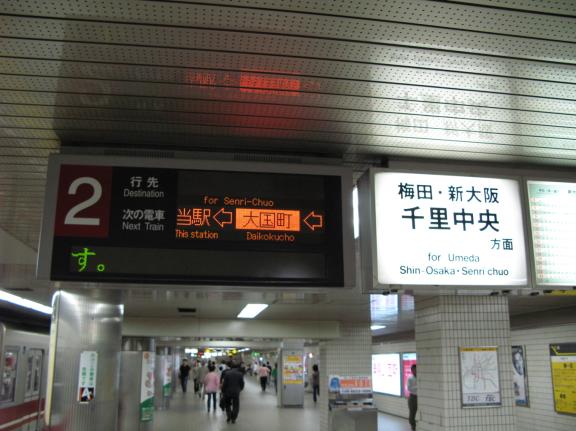 2
行先
Destination
次の電車
Next Train
for Senri-Chuo
当駅
大国町
This station
Daikokucho
す。
梅田・新大阪
千里中央
方面
for Umeda
Shin-Osaka・Senri chuo
TBC